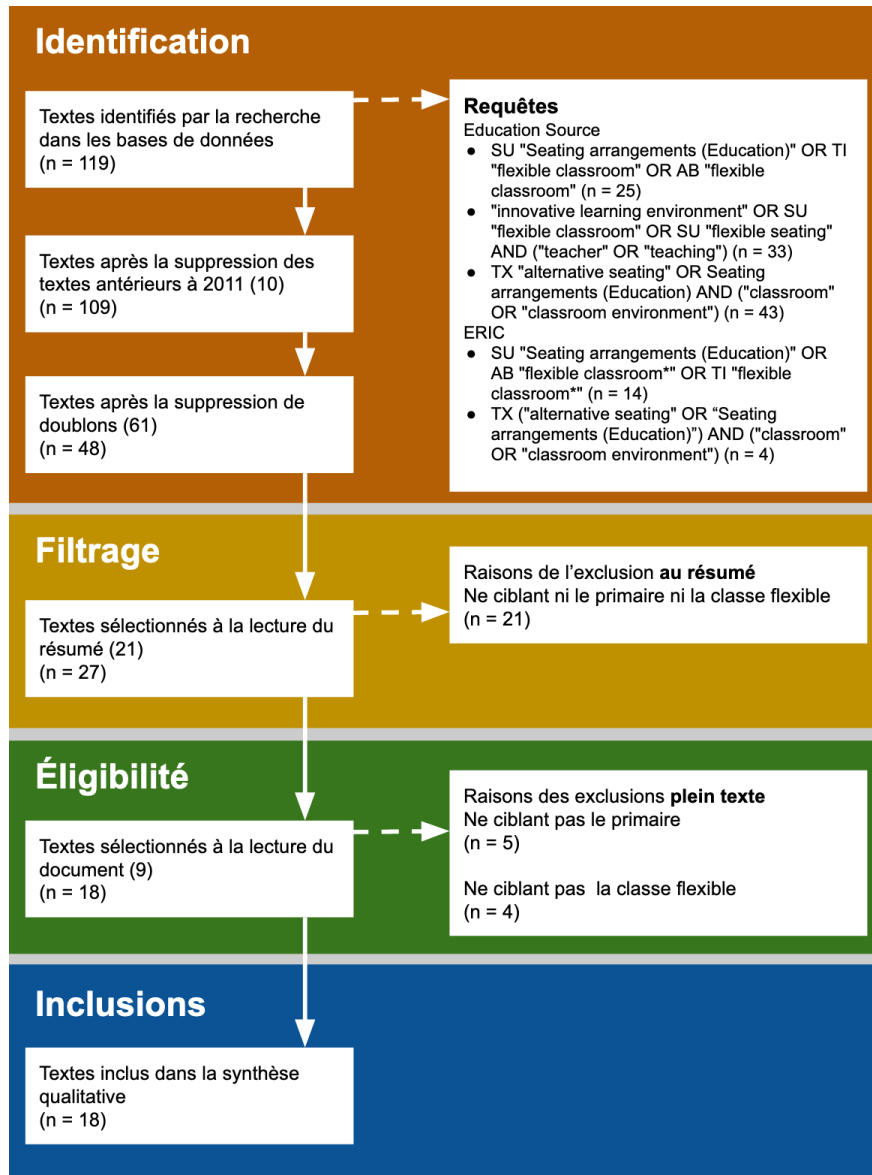 Identification
Textes identifiés par la recherche
dans les bases de données
(n = 119)
Textes après la suppression des
textes antérieurs à 2011 (10)
n = 109)
Textes après la suppression de
doublons (61)
(n = 48)
Requêtes
Education Source
● SU "Seating arrangements (Education)" OR TI
"flexible classroom" OR AB "flexible
classroom" (n = 25)
● "innovative learning environment" OR SU
"flexible classroom" OR SU "flexible seating"
AND ("teacher" OR "teaching") (n = 33)
● TX "alternative seating" OR Seating
arrangements (Education) AND ("classroom"
OR "classroom environment") (n = 43)
ERIC
● SU "Seating arrangements (Education)" OR
AB "flexible classroom*" OR TI "flexible
classroom*" (n = 14)
● TX ("alternative seating" OR “Seating
arrangements (Education)”) AND ("classroom"
OR "classroom environment") (n = 4)
Filtrage
Textes sélectionnés à la lecture du
résumé (21)
(n = 27)
Raisons de l’exclusion au résumé
Ne ciblant ni le primaire ni la classe flexible
(n = 21)
Éligibilité
Textes sélectionnés à la lecture du
document (9)
(n = 18)
Raisons des exclusions plein texte
Ne ciblant pas le primaire
(n = 5)
Ne ciblant pas  la classe flexible
(n = 4)
Inclusions
Textes inclus dans la synthèse
qualitative
(n = 18)